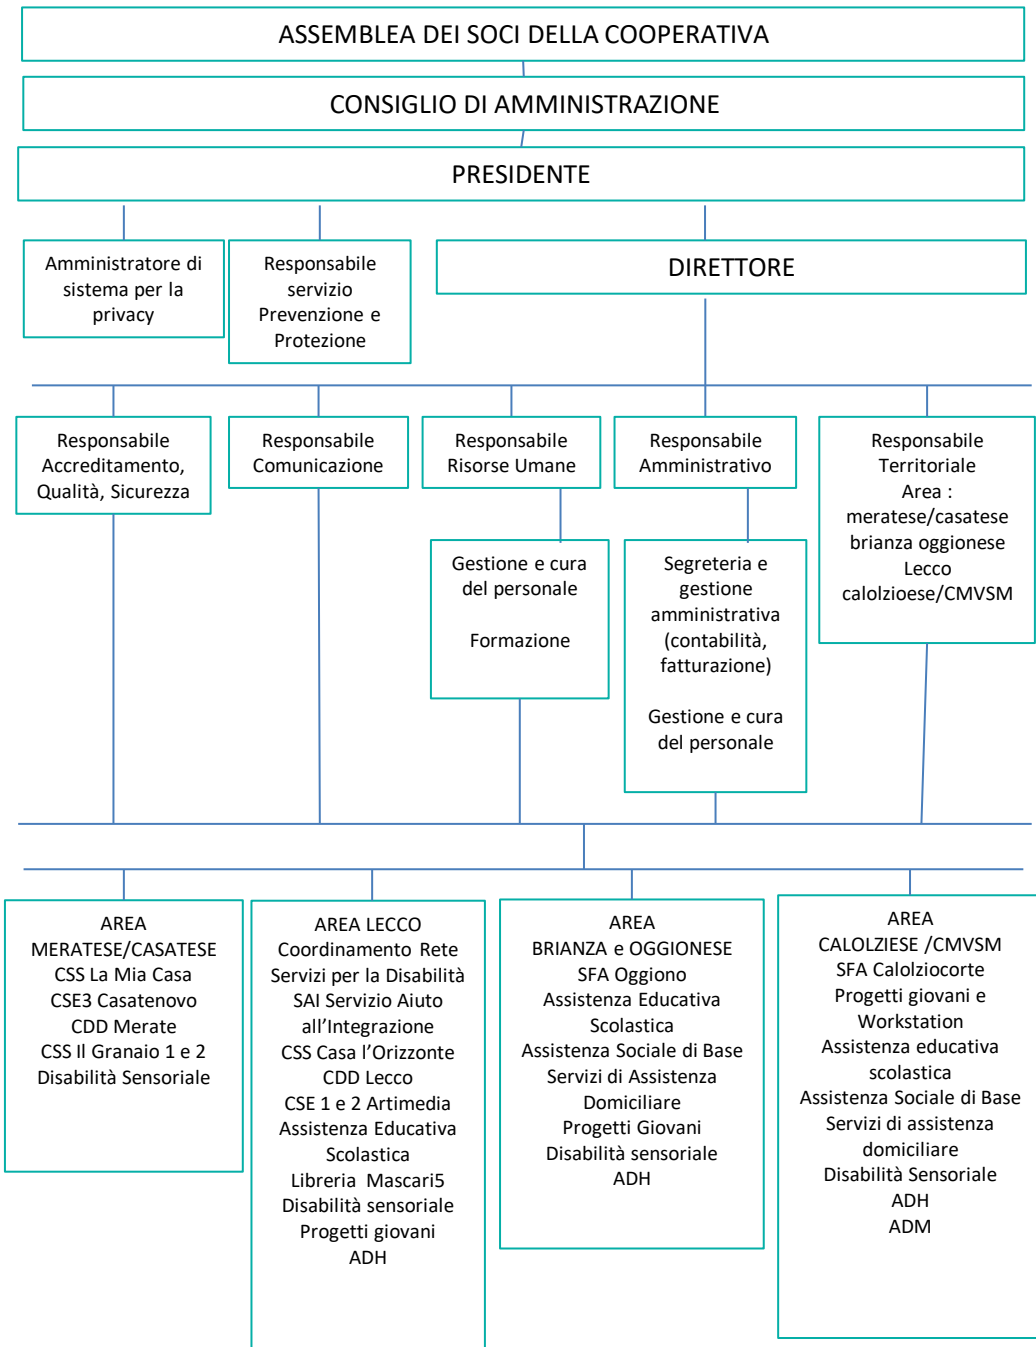 ASSEMBLEA DEI SOCI DELLA COOPERATIVA
CONSIGLIO DI AMMINISTRAZIONE
PRESIDENTE
Amministratore di
sistema per la
privacy
Responsabile
servizio
Prevenzione e
Protezione
DIRETTORE
Responsabile
Accreditamento,
Qualità, Sicurezza
Responsabile
Comunicazione
Responsabile
Risorse Umane
Responsabile
Amministrativo
Responsabile
Territoriale
Area :
meratese/casatese
brianza oggionese
Lecco
calolzioese/CMVSM
Gestione e cura
del personale
Formazione
Segreteria e
gestione
amministrativa
(contabilità,
fatturazione)
Gestione e cura
del personale
AREA
MERATESE/CASATESE
CSS La Mia Casa
CSE3 Casatenovo
CDD Merate
CSS Il Granaio 1 e 2
Disabilità Sensoriale
AREA LECCO
Coordinamento Rete
Servizi per la Disabilità
SAI Servizio Aiuto
all’Integrazione
CSS Casa l’Orizzonte
CDD Lecco
CSE 1 e 2 Artimedia
Assistenza Educativa
Scolastica
Libreria Mascari5
Disabilità sensoriale
Progetti giovani
ADH
AREA
BRIANZA e OGGIONESE
SFA Oggiono
Assistenza Educativa
Scolastica
Assistenza Sociale di Base
Servizi di Assistenza
Domiciliare
Progetti Giovani
Disabilità sensoriale
ADH
AREA
CALOLZIESE /CMVSM
SFA Calolziocorte
Progetti giovani e
Workstation
Assistenza educativa
scolastica
Assistenza Sociale di Base
Servizi di assistenza
domiciliare
Disabilità Sensoriale
ADH
ADM